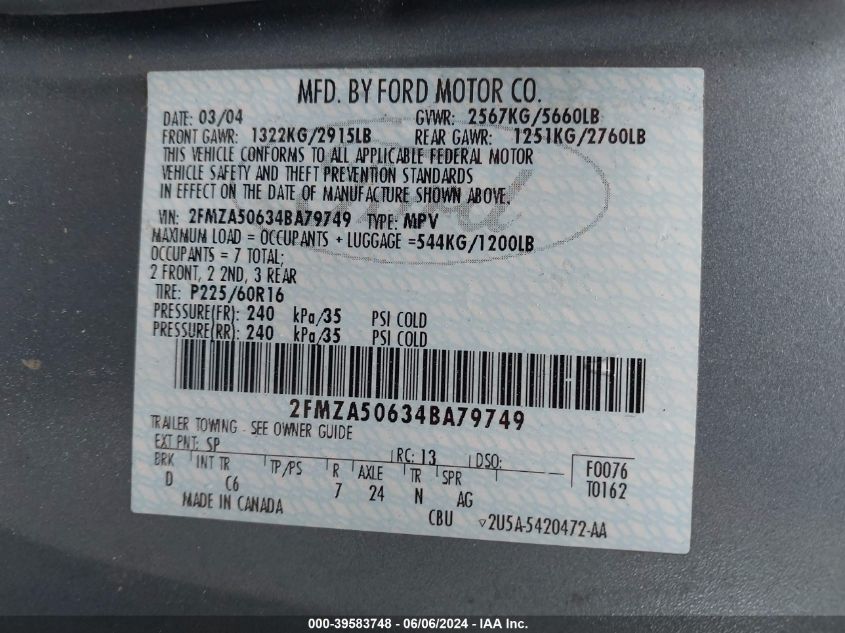 MFD. BY FORD MOTOR CO.
DATE: 03/04 GVWR: 2567KG/5660LB
FRONT GAWR: 1322KG/2915LB REAR GAWR: 1251KG/2760LB
THIS VEHICLE CONFORMS TO ALL APPLICABLE FEDERAL MOTOR
VEHICLE SAFETY AND THEFT PREVENTION STANDARDS
IN EFFECT ON THE DATE OF MANUFACTURE SHOWN ABOVE.
VIN: 2FMZA50634BA79749 TYPE: MPV
MAXIMUM LOAD = OCCUPANTS + LUGGAGE =544KG/1200LB
OCCUPANTS = 7 TOTAL;
2 FRONT, 2 2ND, 3 REAR
TIRE: P225/60R16
PRESSURE(FR): 240 kPa/35 PSI COLD
PRESSURE(RR): 240 kPa/35 PSI COLD
2FMZA50634BA79749
TRAILER TOWING - SEE OWNER GUIDE
EXT PNT: SP RC: 13 DSO: F0076
BRK INT TR TP/PS R AXLE TR SPR T0162
D C6 7 24 N AG
MADE IN CANADA CBU ▽2U5A-5420472-AA
Ford
000-39583748 - 06/06/2024 - IAAI Inc.